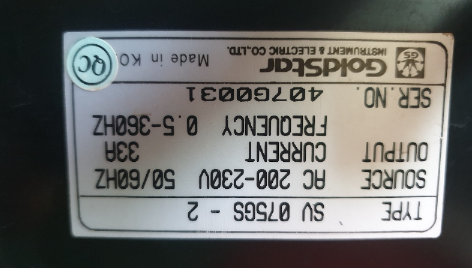 TYPE SV 075GS - 2
SOURCE AC 200-230V 50/60HZ
OUTPUT CURRENT 33A
FREQUENCY 0.5-360HZ
SER.NO. 407G0031
GS GoldStar
INSTRUMENT & ELECTRIC CO.,LTD. Made in KO
QC